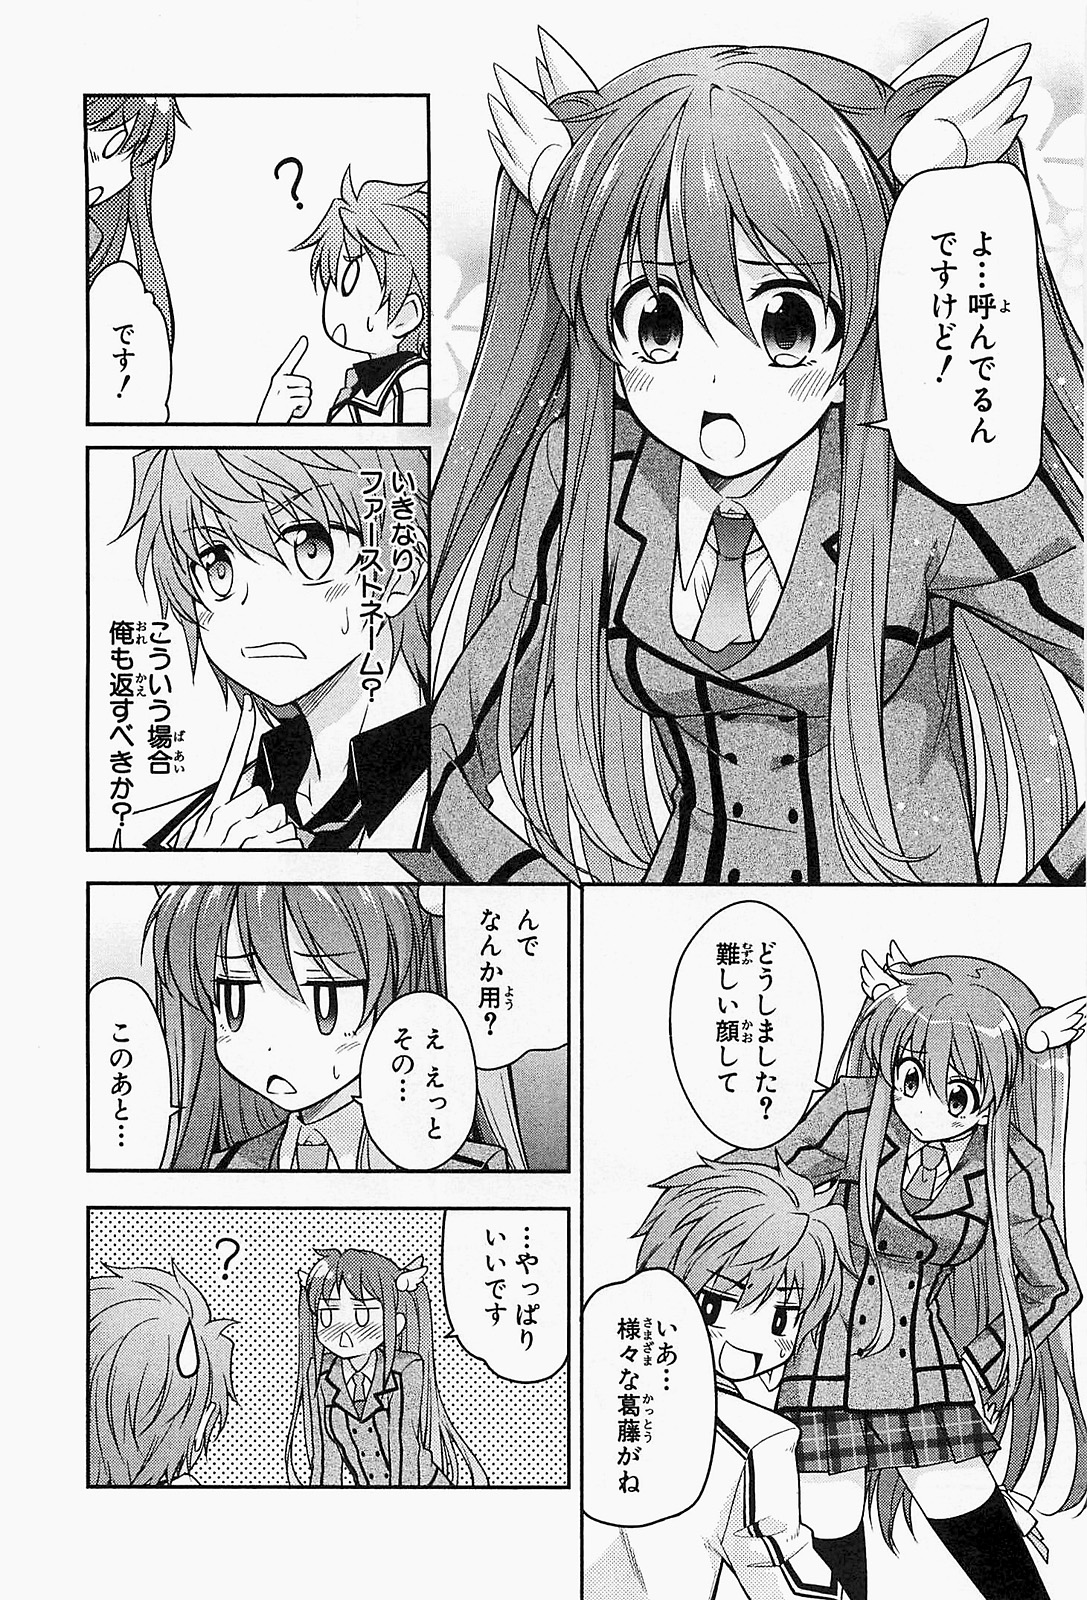 よ…呼んでるん
ですけど！
？
です！
いきなり
ファーストネーム？
こういう場合
俺も返すべきか？
どうしました？
難しい顔して
いあ…
様々な葛藤がね
んで
なんか用？
え えっと
その…
このあと…
…やっぱり
いいです
？